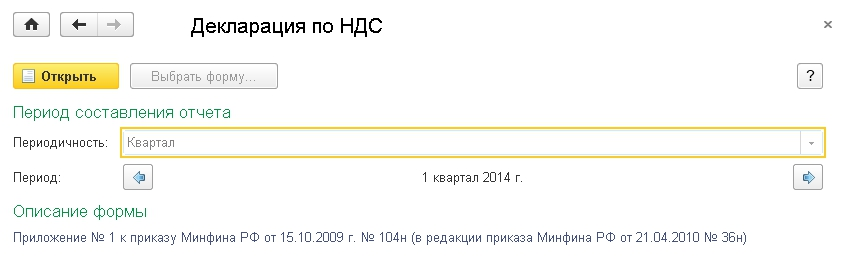 Декларация по НДС
Открыть Выбрать форму... ?
Период составления отчета
Периодичность: Квартал
Период: 1 квартал 2014 г.
Описание формы
Приложение № 1 к приказу Минфина РФ от 15.10.2009 г. № 104н (в редакции приказа Минфина РФ от 21.04.2010 № 36н)